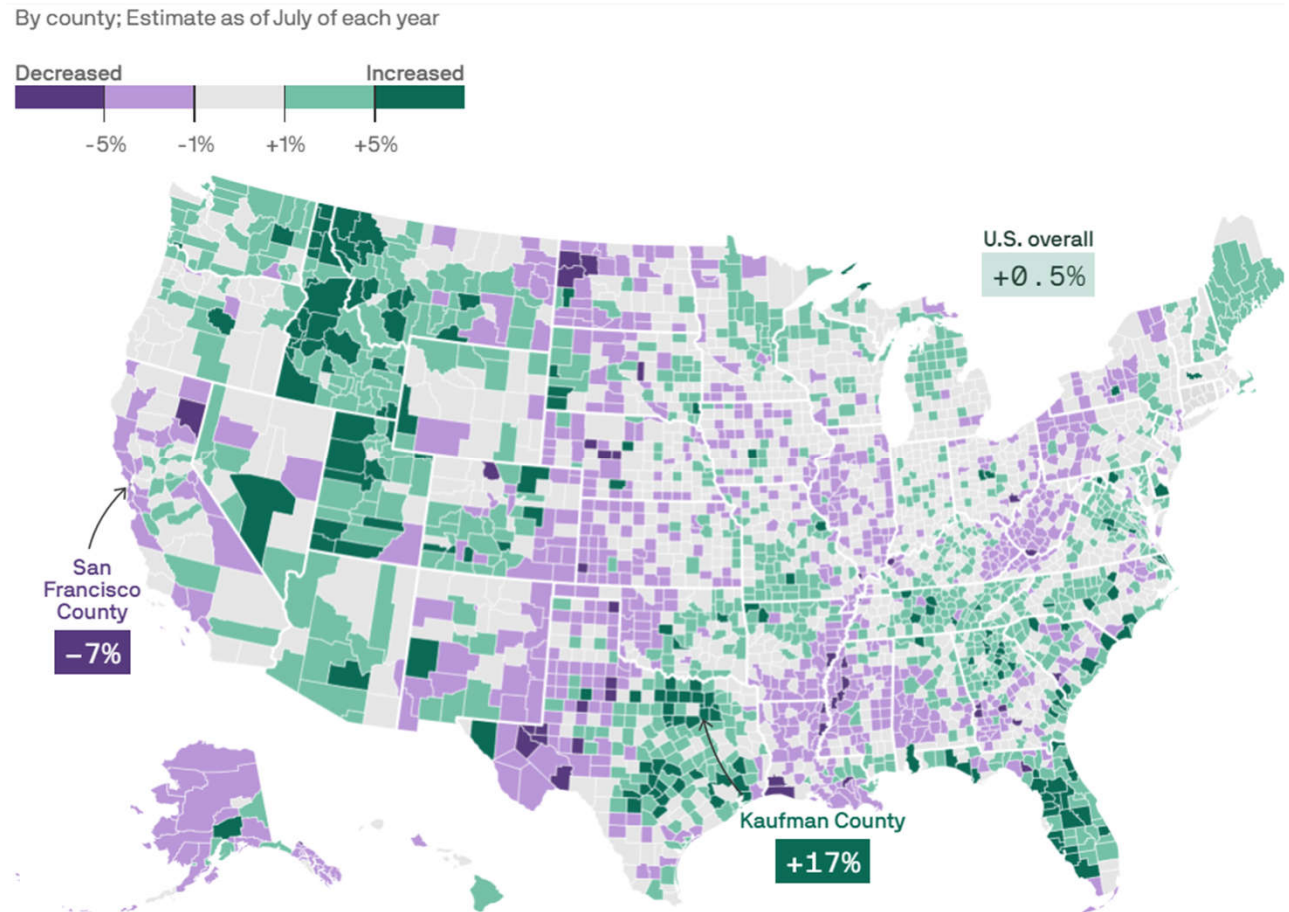 By county; Estimate as of July of each year
Decreased Increased
-5% -1% +1% +5%
U.S. overall
+0.5%
San
Francisco
County
-7%
Kaufman County
+17%